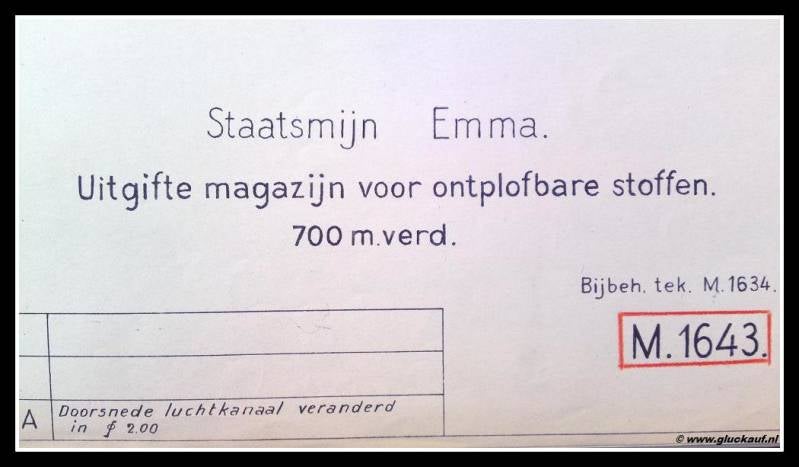 Staatsmijn Emma.
Uitgifte magazijn voor ontplofbare stoffen.
700 m.verd.
Bijbeh. tek. M.1634.
M.1643.
A Doorsnede luchtkanaal veranderd
in ∮ 2.00
© www.gluckauf.nl